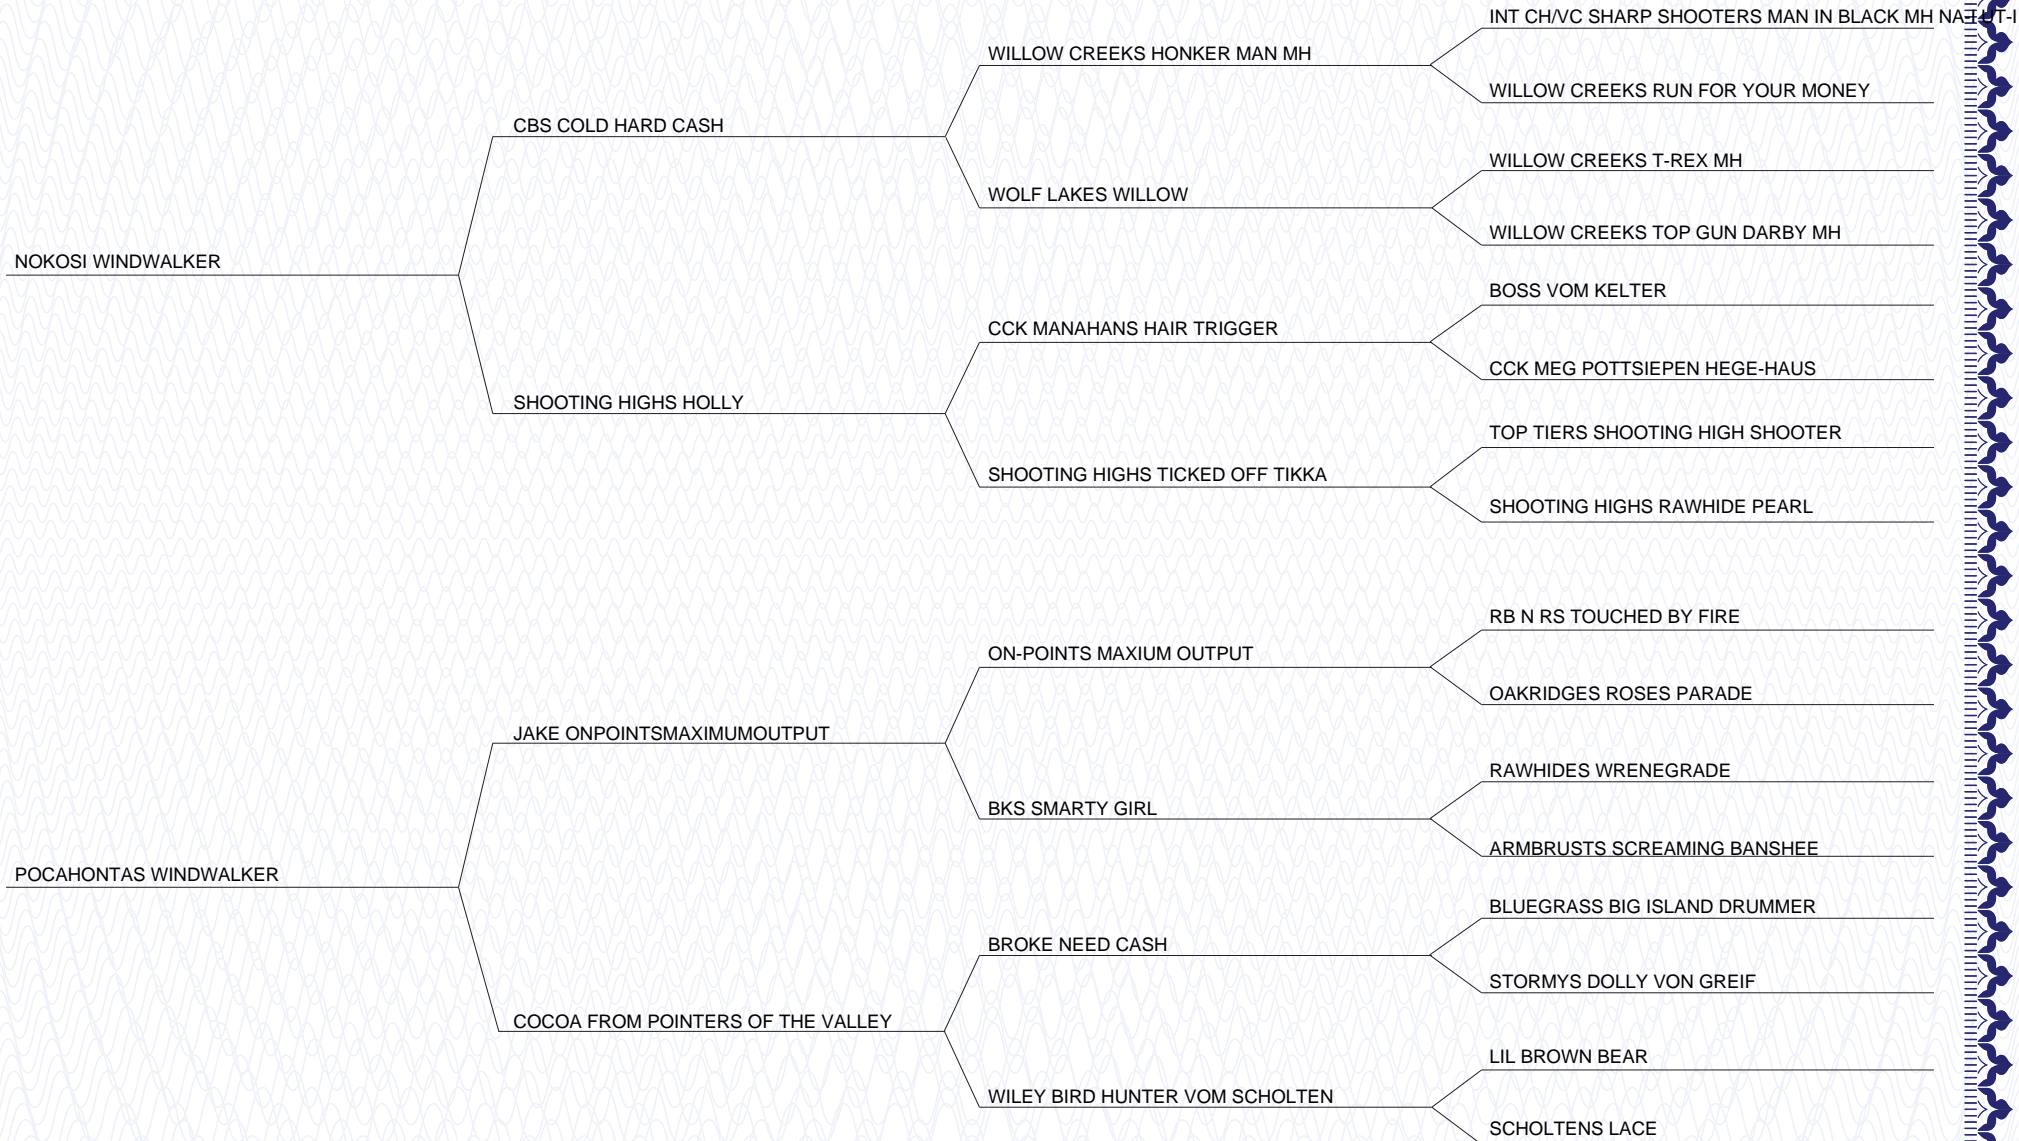 INT CH/VC SHARP SHOOTERS MAN IN BLACK MH NA I UT-I
WILLOW CREEKS HONKER MAN MH
WILLOW CREEKS RUN FOR YOUR MONEY
CBS COLD HARD CASH
WILLOW CREEKS T-REX MH
WOLF LAKES WILLOW
WILLOW CREEKS TOP GUN DARBY MH
NOKOSI WINDWALKER
BOSS VOM KELTER
CCK MANAHANS HAIR TRIGGER
CCK MEG POTTSIEPEN HEGE-HAUS
SHOOTING HIGHS HOLLY
TOP TIERS SHOOTING HIGH SHOOTER
SHOOTING HIGHS TICKED OFF TIKKA
SHOOTING HIGHS RAWHIDE PEARL
RB N RS TOUCHED BY FIRE
ON-POINTS MAXIUM OUTPUT
OAKRIDGES ROSES PARADE
JAKE ONPOINTSMAXIMUMOUTPUT
RAWHIDES WRENEGRADE
BKS SMARTY GIRL
ARMBRUSTS SCREAMING BANSHEE
POCAHONTAS WINDWALKER
BLUEGRASS BIG ISLAND DRUMMER
BROKE NEED CASH
STORMYS DOLLY VON GREIF
COCOA FROM POINTERS OF THE VALLEY
LIL BROWN BEAR
WILEY BIRD HUNTER VOM SCHOLTEN
SCHOLTENS LACE